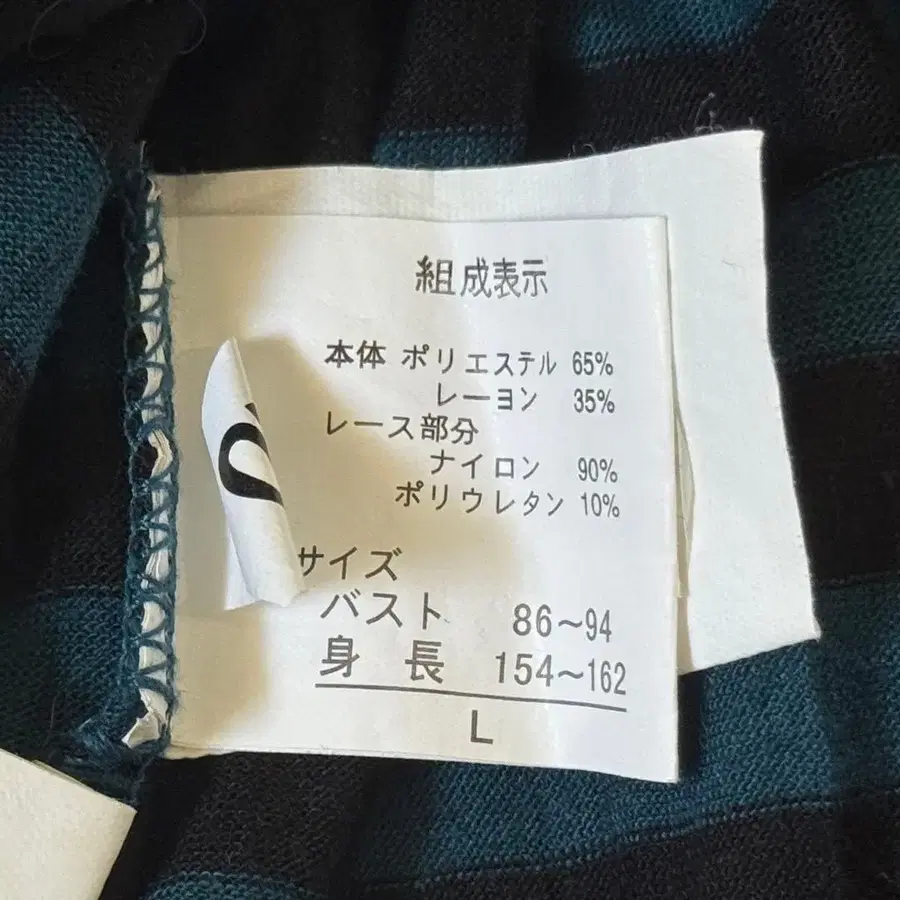 組成表示
本体 ポリエステル 65%
レーヨン 35%
レース部分
ナイロン 90%
ポリウレタン 10%
サイズ
バスト 86~94
身 長 154~162
L